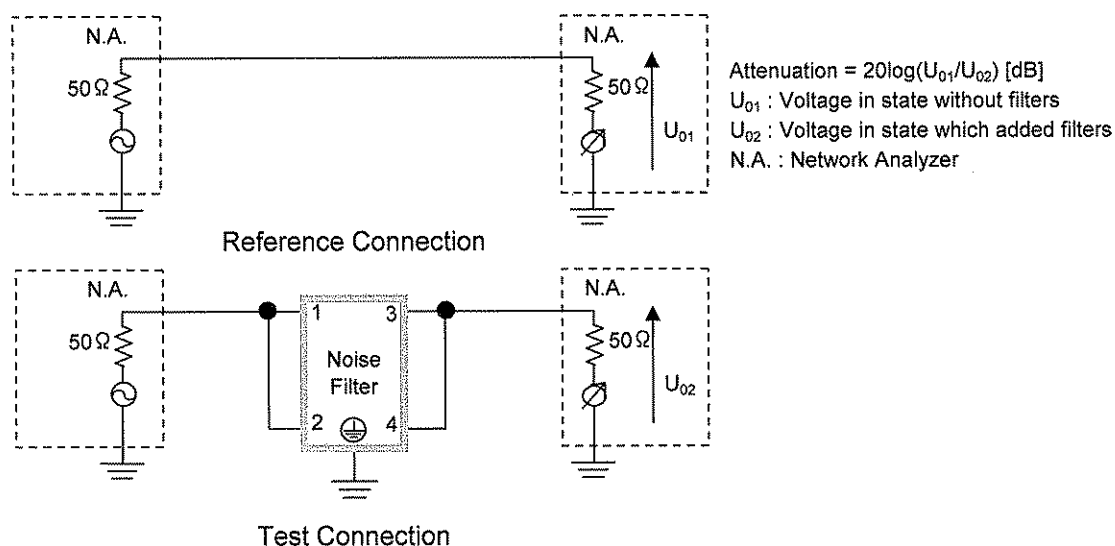 N.A.
50Ω
N.A.
50Ω
U₀₁
Attenuation = 20log(U₀₁/U₀₂) [dB]
U₀₁ : Voltage in state without filters
U₀₂ : Voltage in state which added filters
N.A. : Network Analyzer
Reference Connection
N.A.
50Ω
1
3
Noise
Filter
2
4
N.A.
50Ω
U₀₂
Test Connection